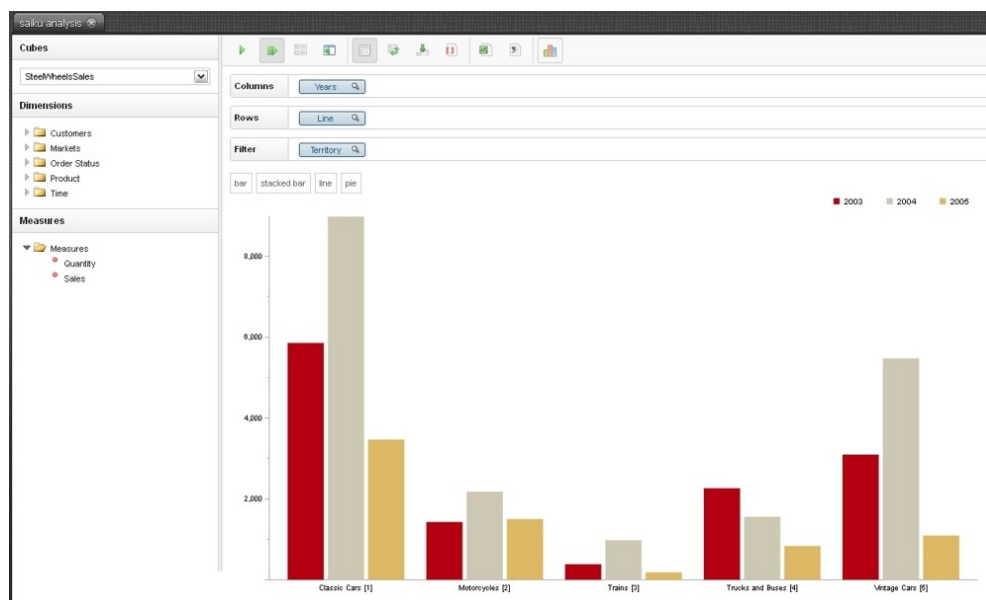 saiku analysis
Cubes
SteelWheelsSales
Dimensions
Customers
Markets
Order Status
Product
Time
Measures
Measures
Quantity
Sales
Columns Years
Rows Line
Filter Territory
bar stacked bar line pie
2003 2004 2005
8,000
6,000
4,000
2,000
Classic Cars [1] Motorcycles [2] Trains [3] Trucks and Buses [4] Vintage Cars [5]